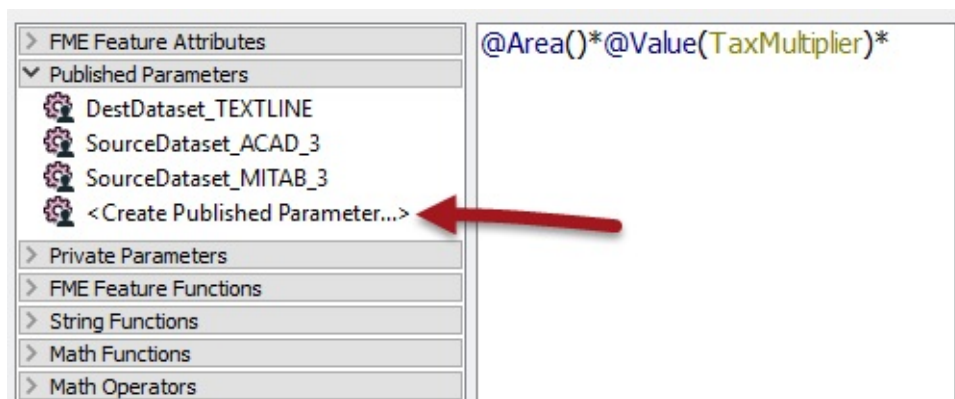 FME Feature Attributes
Published Parameters
DestDataset_TEXTLINE
SourceDataset_ACAD_3
SourceDataset_MITAB_3
<Create Published Parameter...>
Private Parameters
FME Feature Functions
String Functions
Math Functions
Math Operators
@Area()*@Value(TaxMultiplier)*